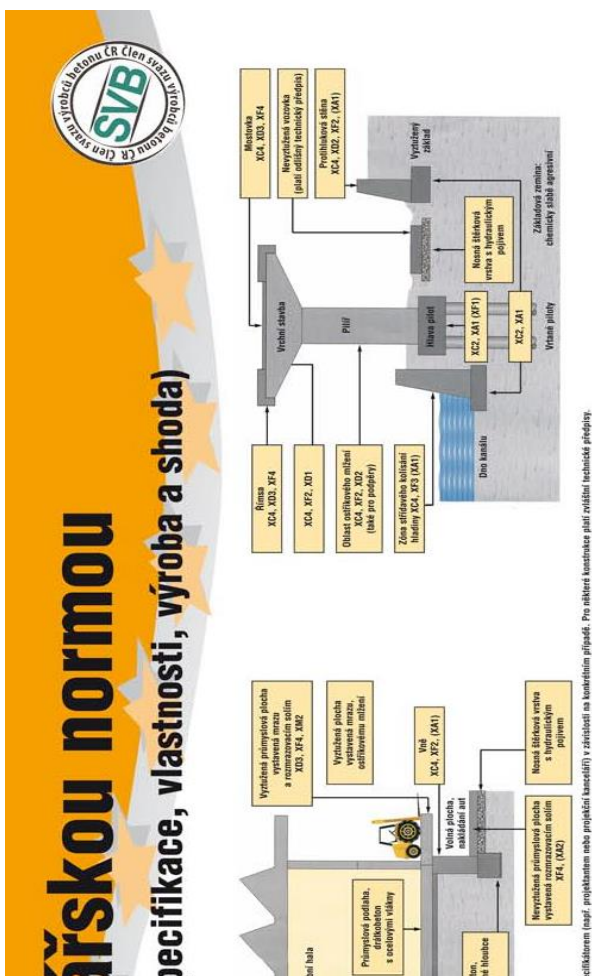 řskou normou
pecifikace, vlastnosti, výroba a shoda)
Člen svazu výrobců betonu ČR Člen svazu výrobců betonu ČR
SVB
Vyztužená průmyslová plocha
vystavená mrazu
a rozmrazovacím solím
XD3, XF4, XM2
Vyztužená plocha
vystavená mrazu,
ostřikovému mlžení
Vně
XC4, XF2, (XA1)
Volná plocha,
nakládání aut
Průmyslová podlaha,
drátkobeton
s ocelovými vlákny
ní hala
Nosná štěrková vrstva
s hydraulickým
pojivem
Nevyztužená průmyslová plocha
vystavená rozmrazovacím solím
XF4, (XA2)
né hloubce
Římsa
XC4, XD3, XF4
XC4, XF2, XD1
Oblast ostřikového mlžení
XC4, XF2, XD2
(také pro podpěry)
Zóna střídavého kolísání
hladiny XC4, XF3 (XA1)
Dno kanálu
Vrchní stavba
Pilíř
Hlava pilot
XC2, XA1 (XF1)
XC2, XA1
Vrtané piloty
Mostovka
XC4, XD3, XF4
Nevyztužená vozovka
(platí odlišný technický předpis)
Protihluková stěna
XC4, XD2, XF2, (XA1)
Vyztužený
základ
Nosná štěrková
vrstva s hydraulickým
pojivem
Základová zemina:
chemicky slabě agresivní
cifikátorem (např. projektantem nebo projekční kanceláří) v závislosti na konkrétním případě. Pro některé konstrukce platí zvláštní technické předpisy.